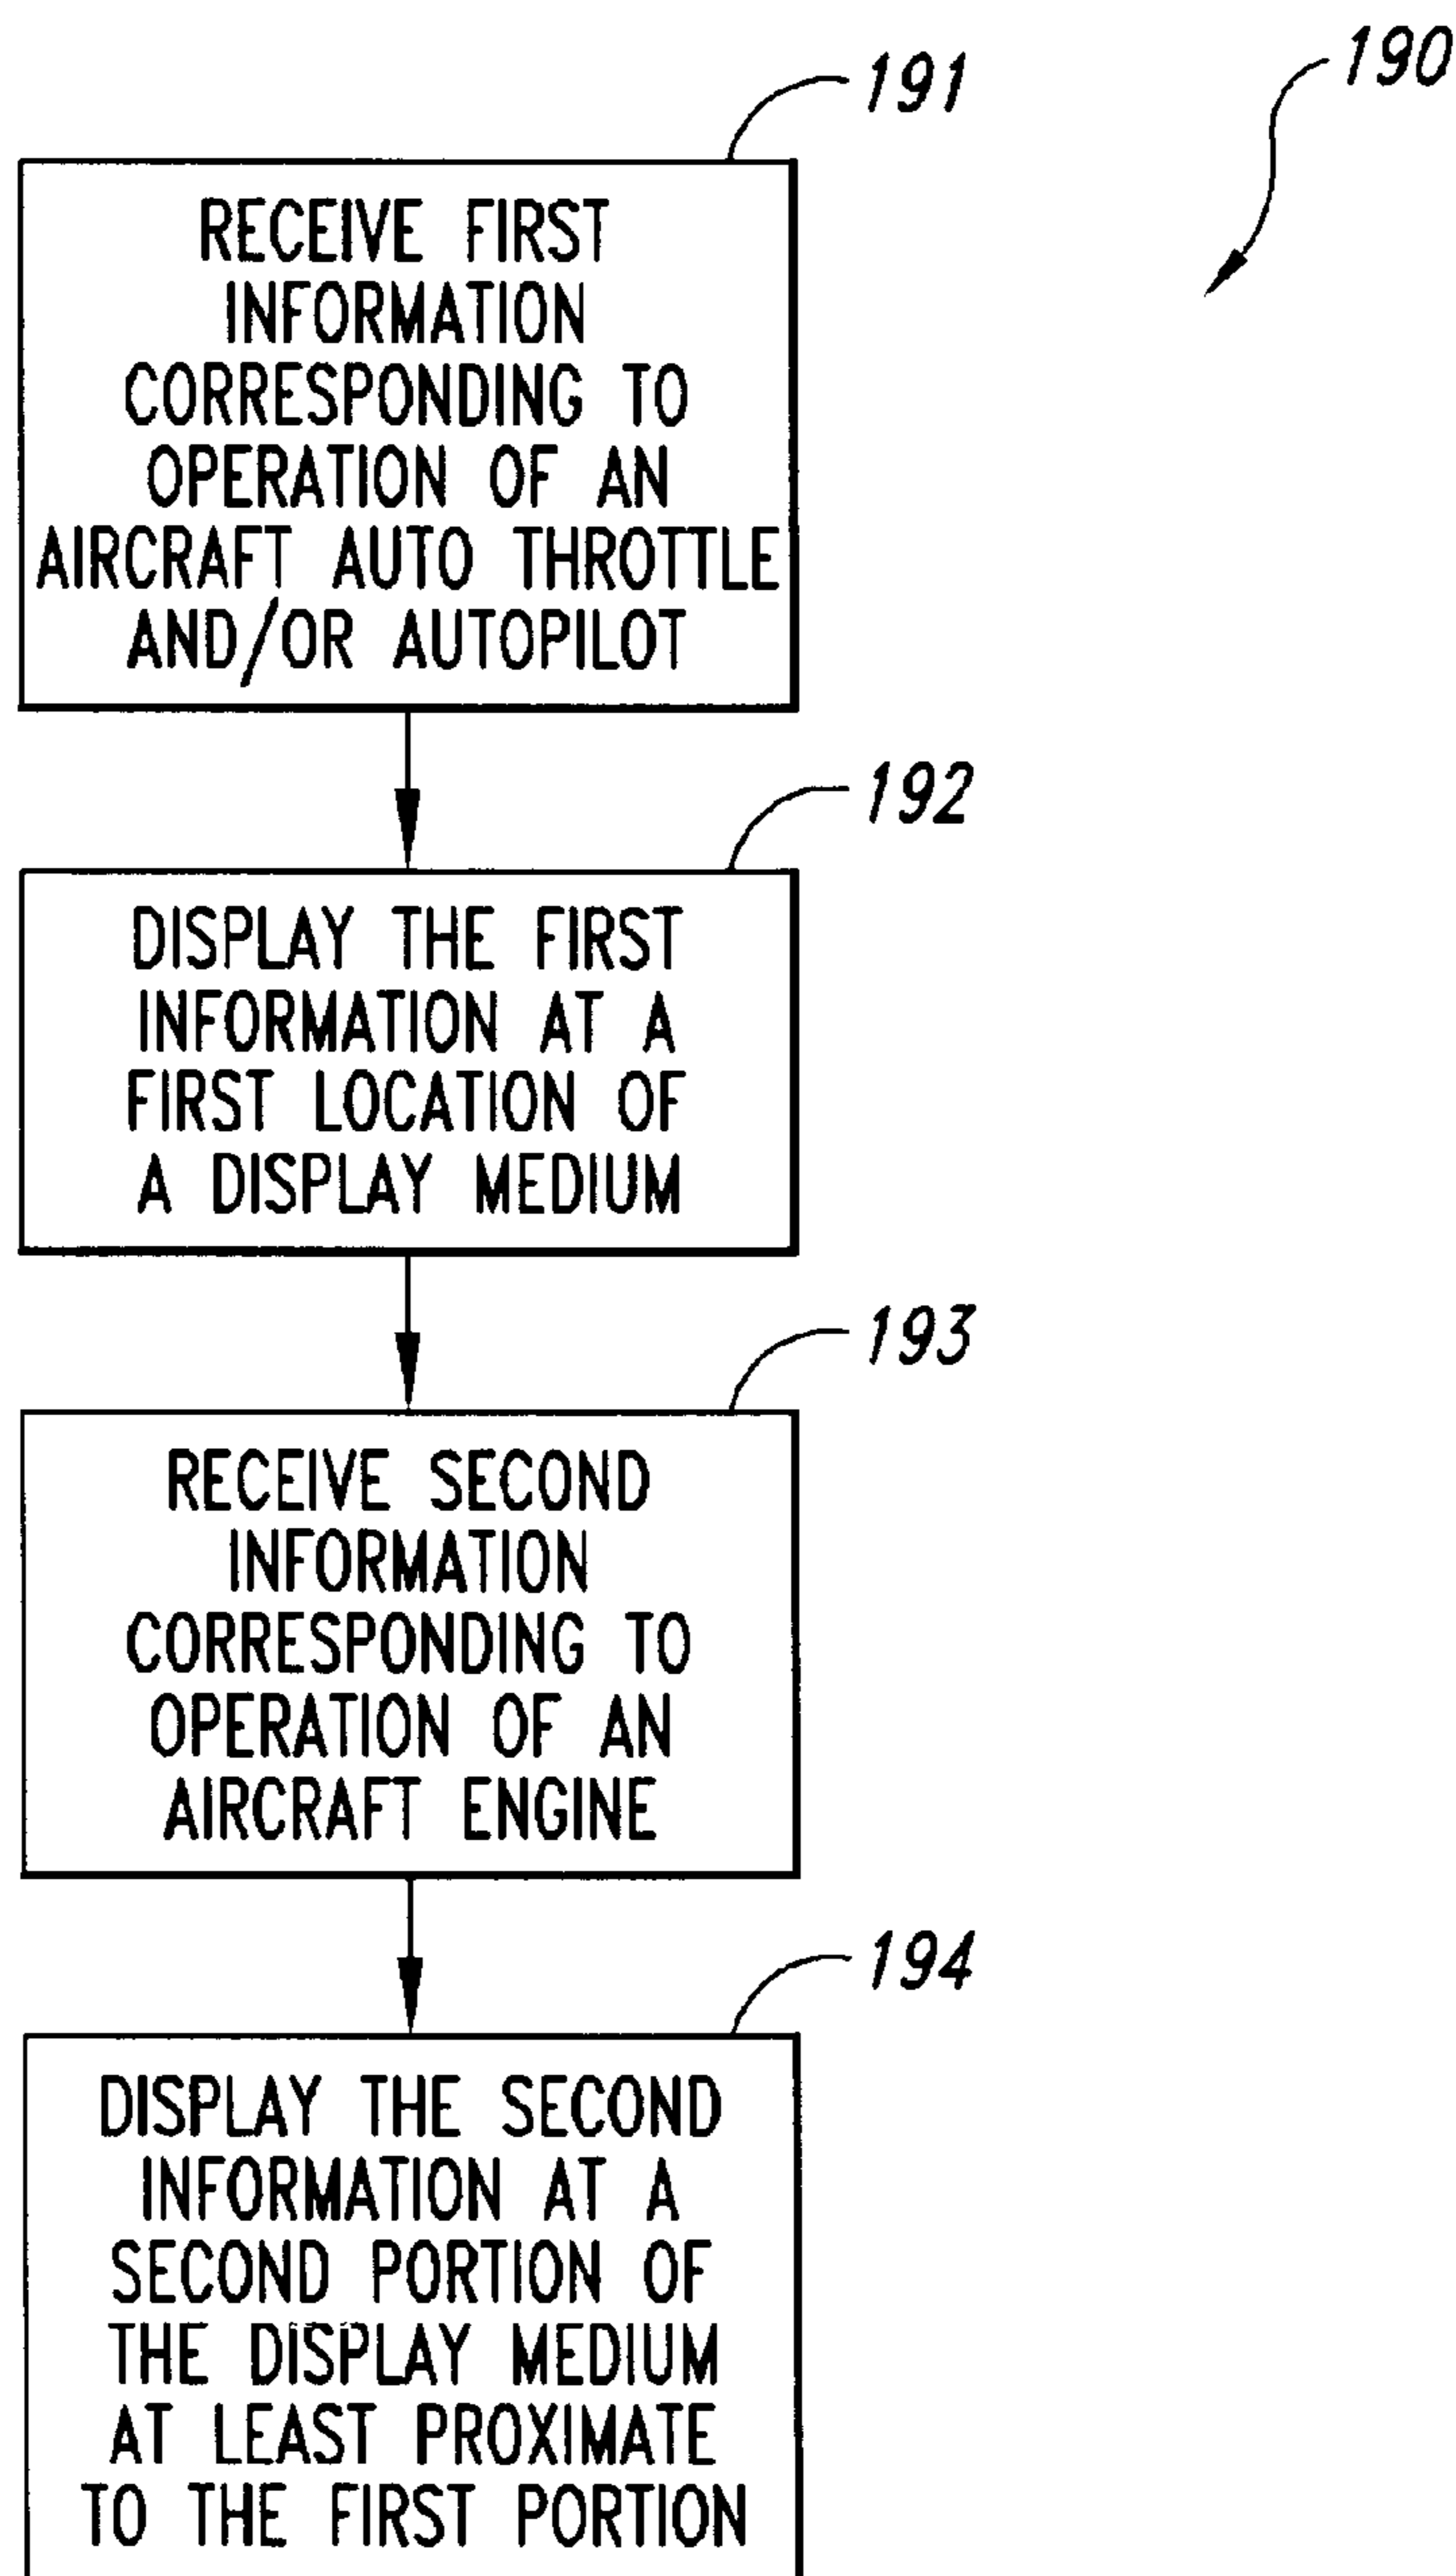 190
191
RECEIVE FIRST
INFORMATION
CORRESPONDING TO
OPERATION OF AN
AIRCRAFT AUTO THROTTLE
AND/OR AUTOPILOT
192
DISPLAY THE FIRST
INFORMATION AT A
FIRST LOCATION OF
A DISPLAY MEDIUM
193
RECEIVE SECOND
INFORMATION
CORRESPONDING TO
OPERATION OF AN
AIRCRAFT ENGINE
194
DISPLAY THE SECOND
INFORMATION AT A
SECOND PORTION OF
THE DISPLAY MEDIUM
AT LEAST PROXIMATE
TO THE FIRST PORTION